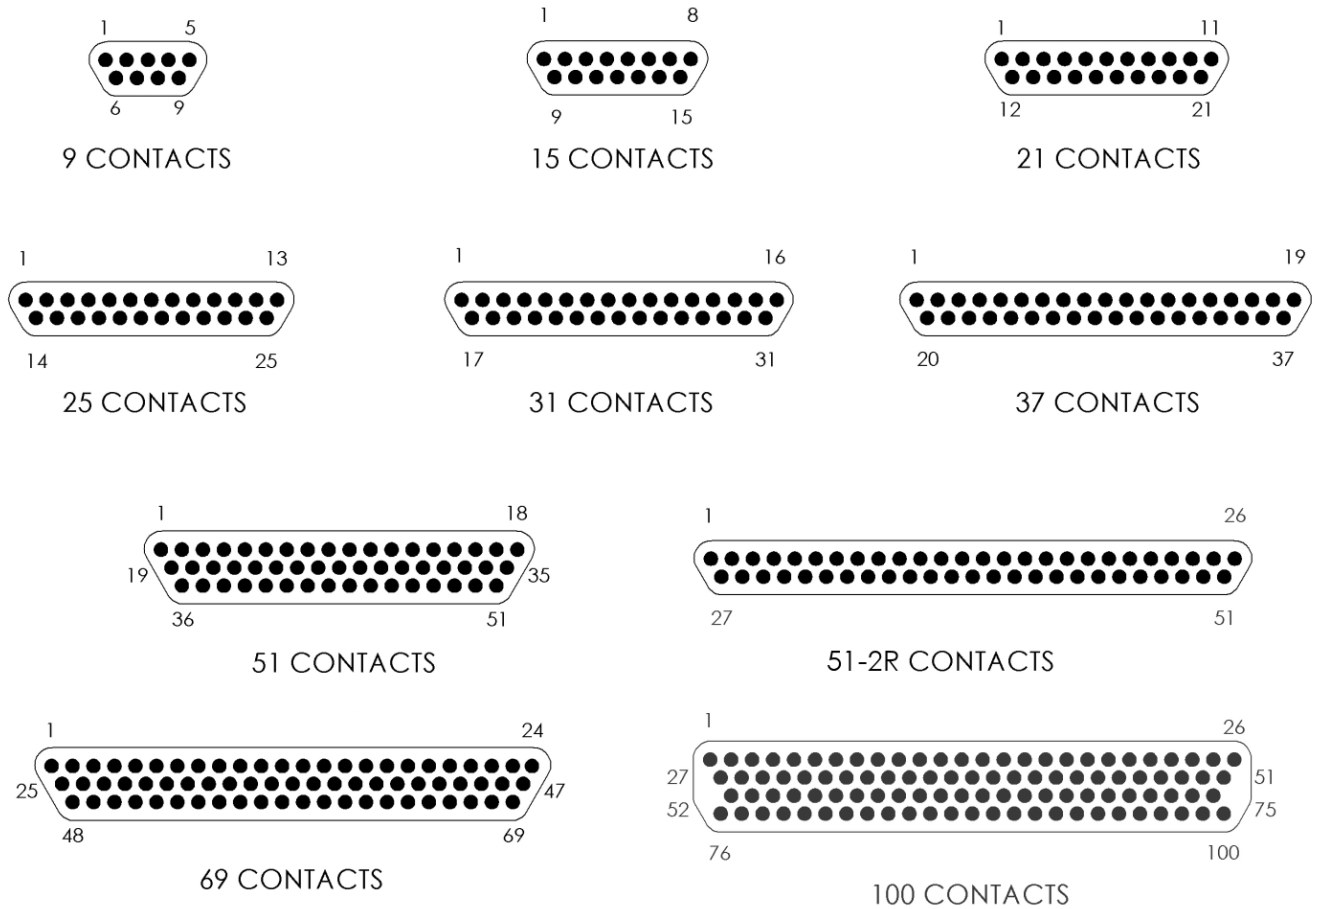 1 5
6 9
9 CONTACTS
1 8
9 15
15 CONTACTS
1 11
12 21
21 CONTACTS
1 13
14 25
25 CONTACTS
1 16
17 31
31 CONTACTS
1 19
20 37
37 CONTACTS
1 18
19 35
36 51
51 CONTACTS
1 26
27 51
51-2R CONTACTS
1 24
25 47
48 69
69 CONTACTS
1 26
27 51
52 75
76 100
100 CONTACTS